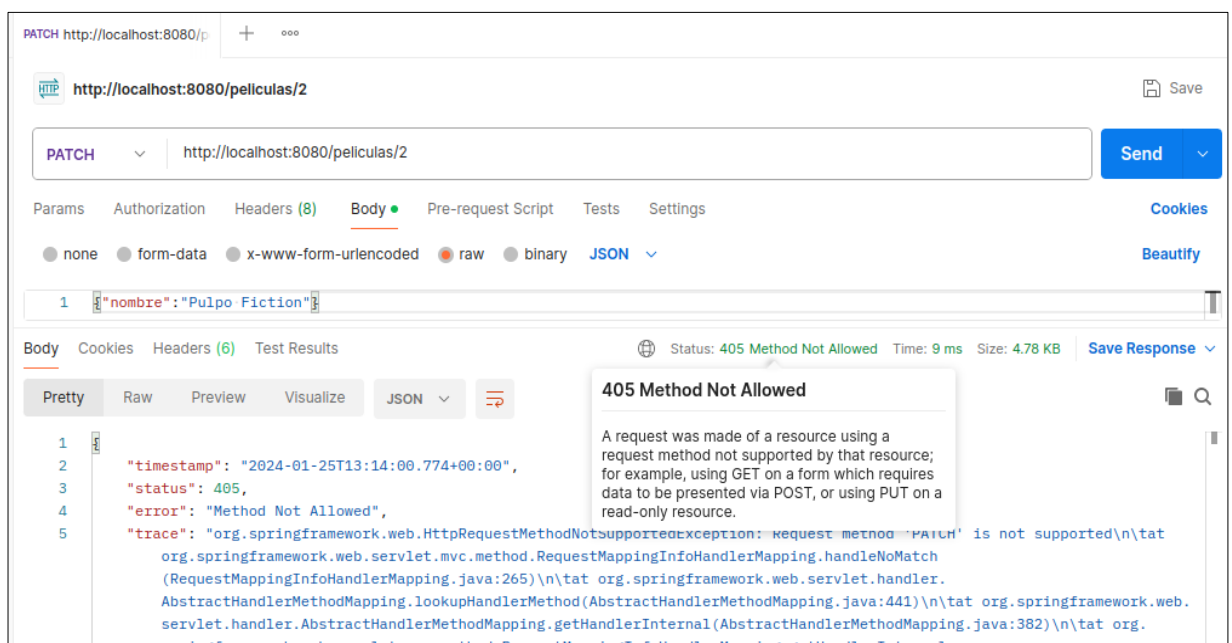 PATCH http://localhost:8080/p
HTTP http://localhost:8080/peliculas/2 Save
PATCH http://localhost:8080/peliculas/2 Send
Params Authorization Headers (8) Body Pre-request Script Tests Settings Cookies
none form-data x-www-form-urlencoded raw binary JSON Beautify
1 {"nombre":"Pulpo Fiction"}
Body Cookies Headers (6) Test Results Status: 405 Method Not Allowed Time: 9 ms Size: 4.78 KB Save Response
Pretty Raw Preview Visualize JSON
405 Method Not Allowed
A request was made of a resource using a
request method not supported by that resource;
for example, using GET on a form which requires
data to be presented via POST, or using PUT on a
read-only resource.
1 {
2 "timestamp": "2024-01-25T13:14:00.774+00:00",
3 "status": 405,
4 "error": "Method Not Allowed",
5 "trace": "org.springframework.web.HttpRequestMethodNotSupportedException: Request method 'PATCH' is not supported\n\tat
org.springframework.web.servlet.mvc.method.RequestMappingInfoHandlerMapping.handleNoMatch
(RequestMappingInfoHandlerMapping.java:265)\n\tat org.springframework.web.servlet.handler.
AbstractHandlerMethodMapping.lookupHandlerMethod(AbstractHandlerMethodMapping.java:441)\n\tat org.springframework.web.
servlet.handler.AbstractHandlerMethodMapping.getHandlerInternal(AbstractHandlerMethodMapping.java:382)\n\tat org.